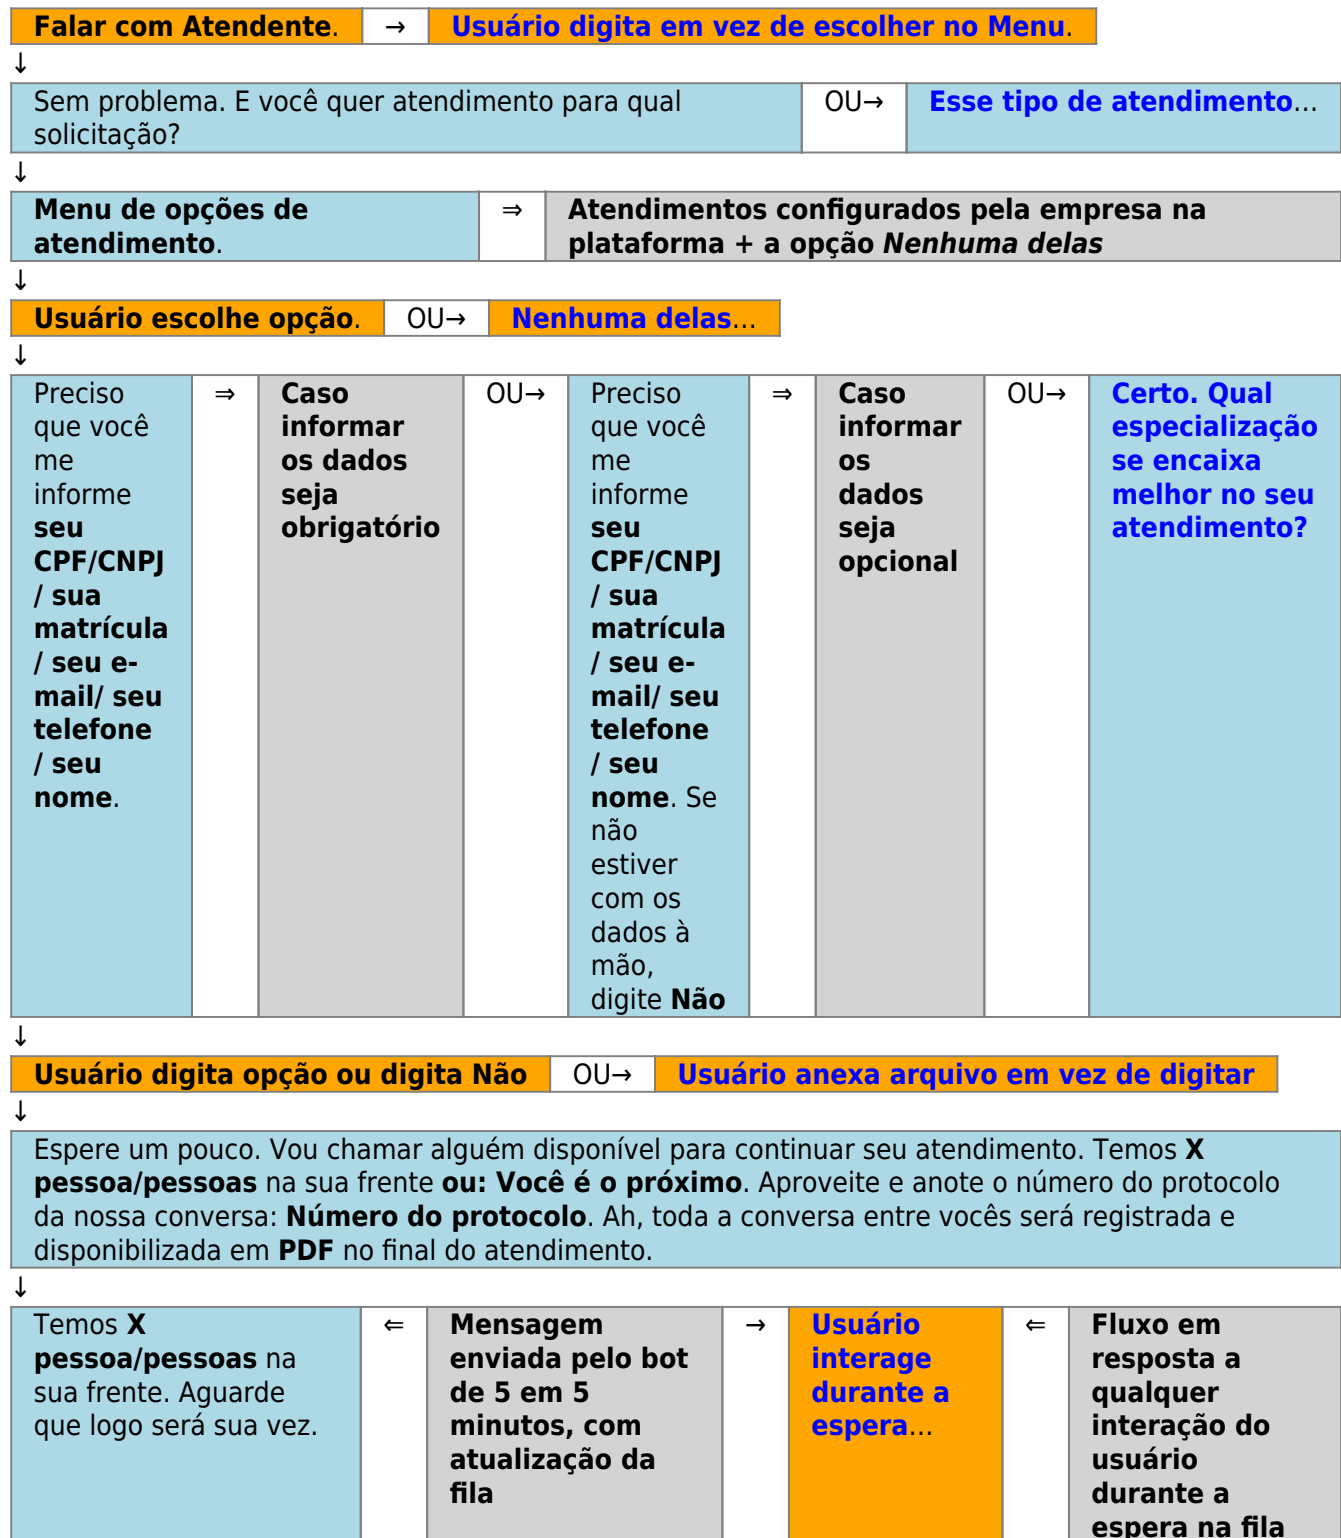 Falar com Atendente. → Usuário digita em vez de escolher no Menu.
↓
Sem problema. E você quer atendimento para qual
solicitação?
OU→
Esse tipo de atendimento...
↓
Menu de opções de
atendimento.
⇒
Atendimentos configurados pela empresa na
plataforma + a opção Nenhuma delas
↓
Usuário escolhe opção. OU→ Nenhuma delas...
↓
Preciso
que você
me
informe
seu
CPF/CNPJ
/ sua
matrícula
/ seu e-
mail/ seu
telefone
/ seu
nome.
⇒
Caso
informar
os dados
seja
obrigatório
OU→
Preciso
que você
me
informe
seu
CPF/CNPJ
/ sua
matrícula
/ seu e-
mail/ seu
telefone
/ seu
nome. Se
não
estiver
com os
dados à
mão,
digite Não
⇒
Caso
informar
os
dados
seja
opcional
OU→
Certo. Qual
especialização
se encaixa
melhor no seu
atendimento?
↓
Usuário digita opção ou digita Não OU→ Usuário anexa arquivo em vez de digitar
↓
Espere um pouco. Vou chamar alguém disponível para continuar seu atendimento. Temos X
pessoa/pessoas na sua frente ou: Você é o próximo. Aproveite e anote o número do protocolo
da nossa conversa: Número do protocolo. Ah, toda a conversa entre vocês será registrada e
disponibilizada em PDF no final do atendimento.
↓
Temos X
pessoa/pessoas na
sua frente. Aguarde
que logo será sua vez.
⇐
Mensagem
enviada pelo bot
de 5 em 5
minutos, com
atualização da
fila
→
Usuário
interage
durante a
espera...
⇐
Fluxo em
resposta a
qualquer
interação do
usuário
durante a
espera na fila